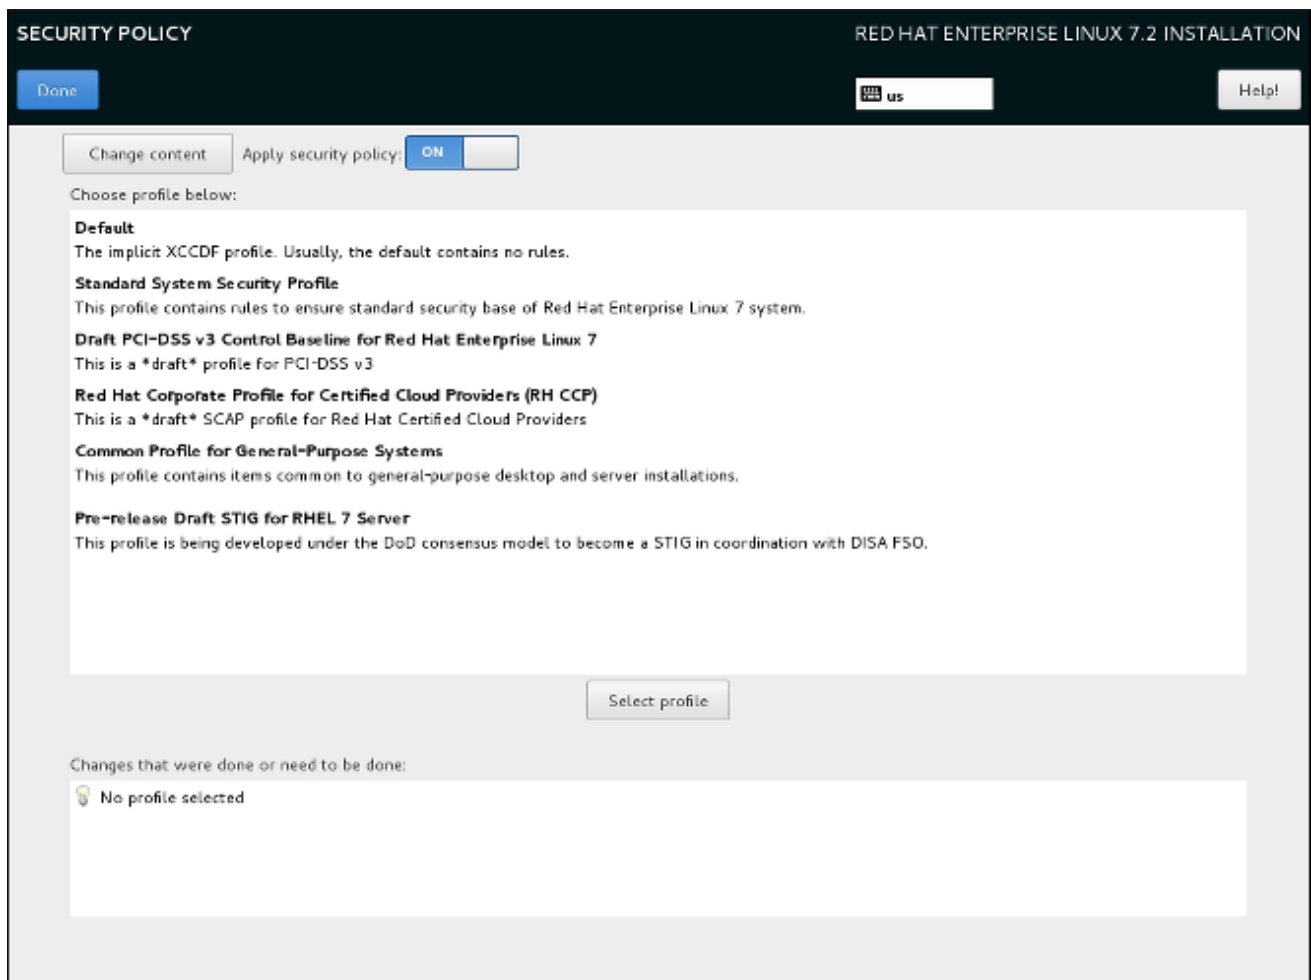 SECURITY POLICY
RED HAT ENTERPRISE LINUX 7.2 INSTALLATION
Done
us
Help!
Change content
Apply security policy:
ON
Choose profile below:
Default
The implicit XCCDF profile. Usually, the default contains no rules.
Standard System Security Profile
This profile contains rules to ensure standard security base of Red Hat Enterprise Linux 7 system.
Draft PCI-DSS v3 Control Baseline for Red Hat Enterprise Linux 7
This is a *draft* profile for PCI-DSS v3
Red Hat Corporate Profile for Certified Cloud Providers (RH CCP)
This is a *draft* SCAP profile for Red Hat Certified Cloud Providers
Common Profile for General-Purpose Systems
This profile contains items common to general-purpose desktop and server installations.
Pre-release Draft STIG for RHEL 7 Server
This profile is being developed under the DoD consensus model to become a STIG in coordination with DISA FSO.
Select profile
Changes that were done or need to be done:
No profile selected